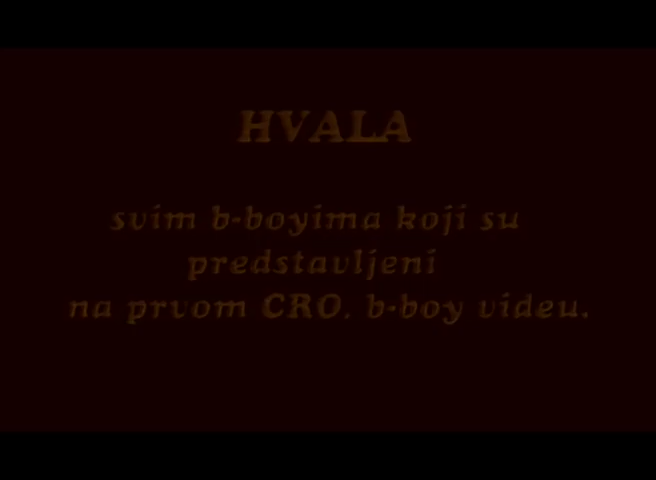 HVALA
svim b-boyima koji su
predstavljeni
na prvom CRO. b-boy videu.